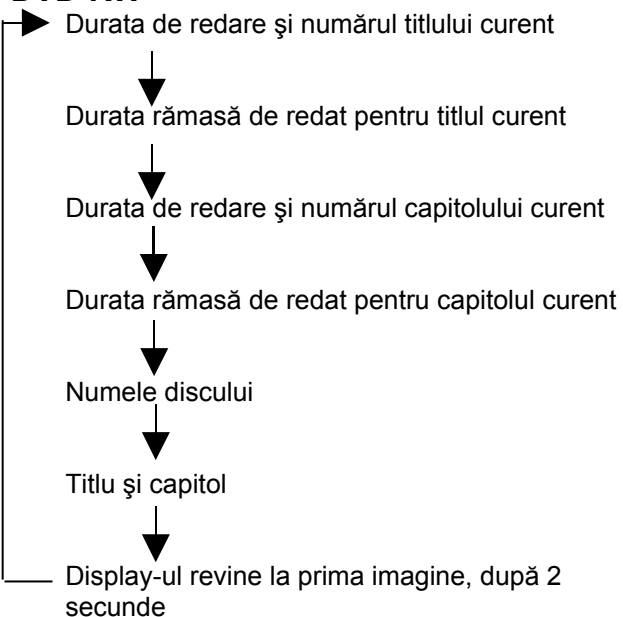 Durata de redare şi numărul titlului curent
Durata rămasă de redat pentru titlul curent
Durata de redare şi numărul capitolului curent
Durata rămasă de redat pentru capitolul curent
Numele discului
Titlu şi capitol
Display-ul revine la prima imagine, după 2
secunde